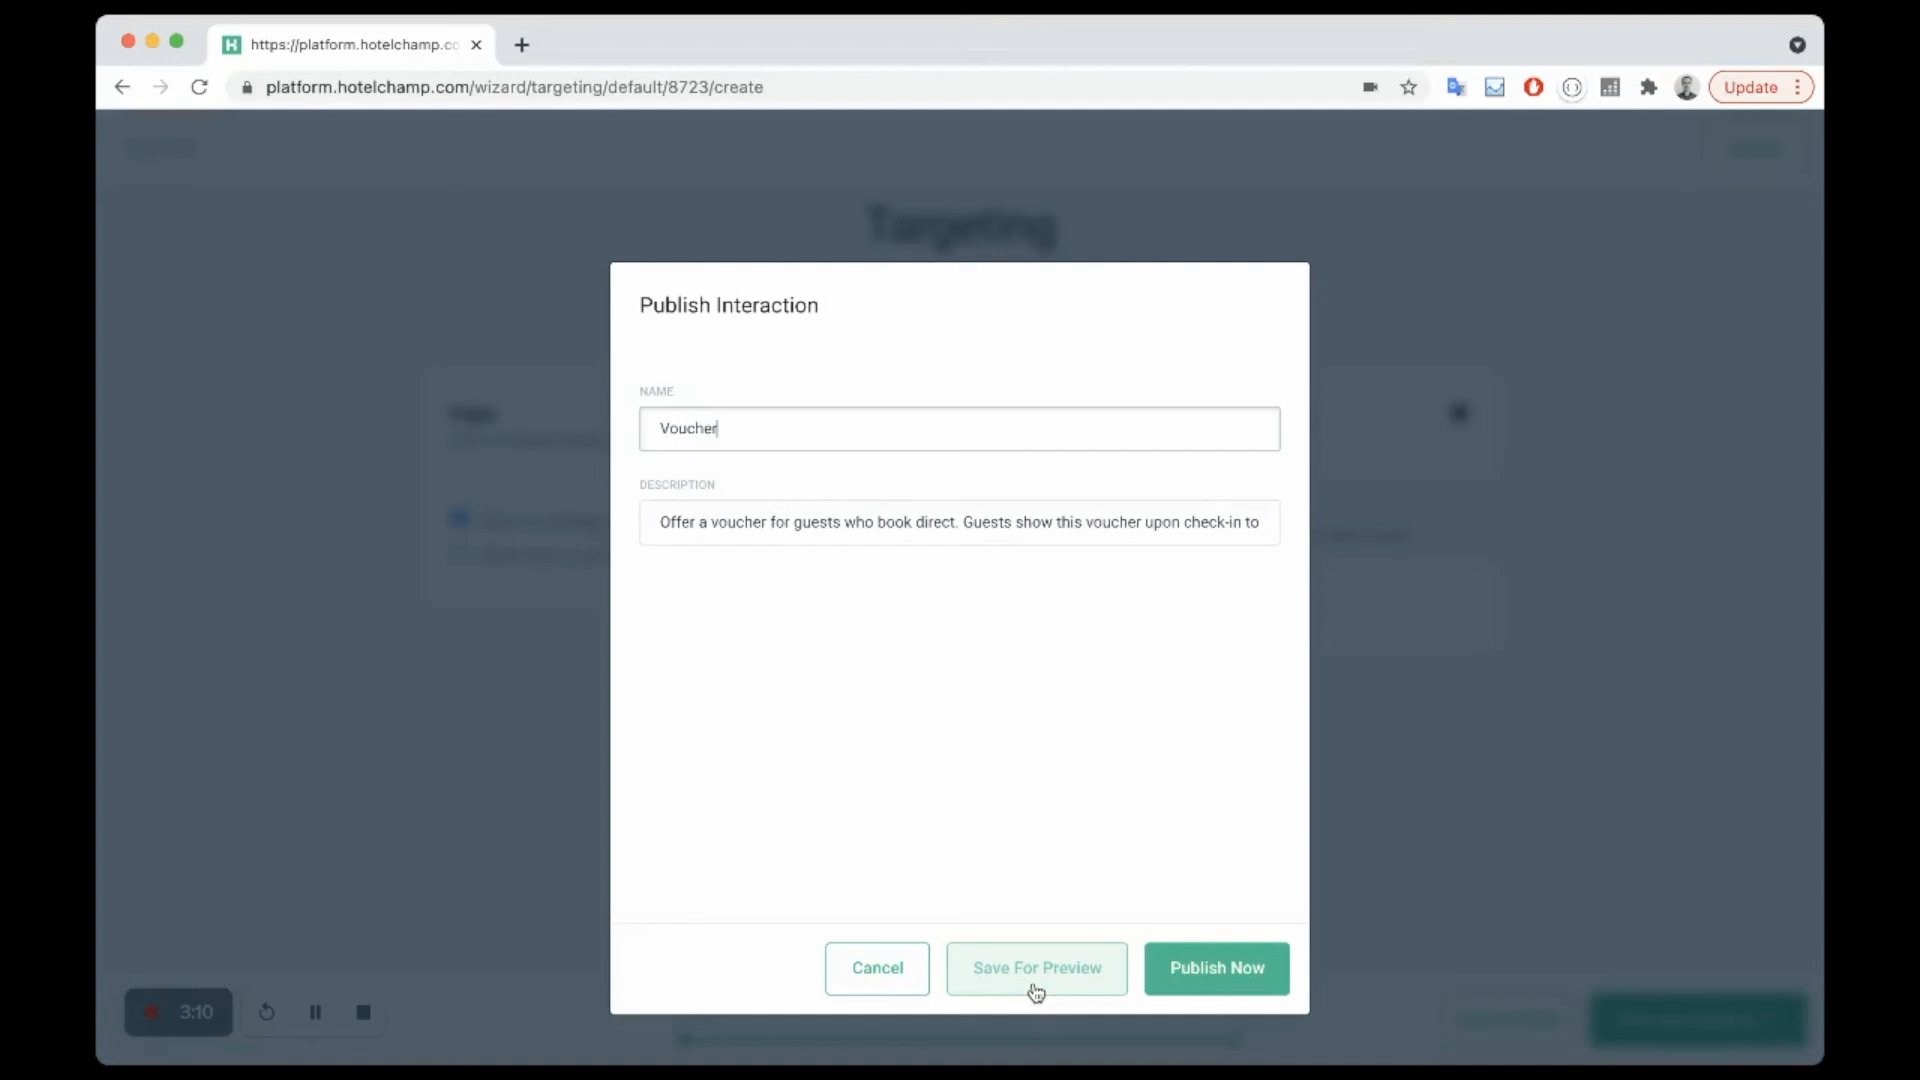 https://platform.hotelchamp.co
platform.hotelchamp.com/wizard/targeting/default/8723/create
Update
Targeting
Publish Interaction
NAME
Voucher
DESCRIPTION
Offer a voucher for guests who book direct. Guests show this voucher upon check-in to
Cancel
Save For Preview
Publish Now
3:10